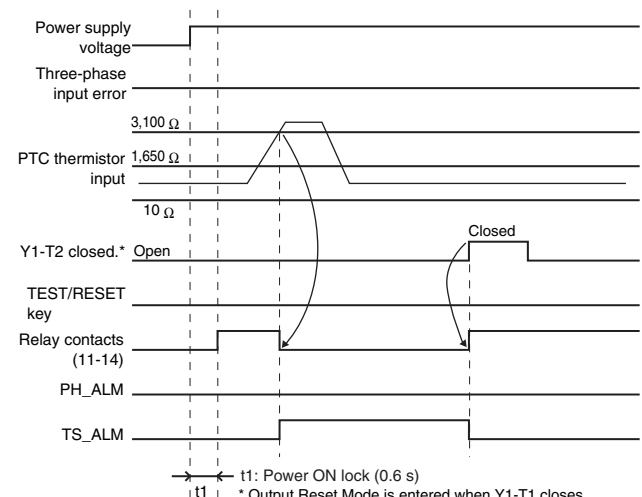 Power supply
voltage
Three-phase
input error
3,100 Ω
PTC thermistor
input
1,650 Ω
10 Ω
Y1-T2 closed.*
Open
Closed
TEST/RESET
key
Relay contacts
(11-14)
PH_ALM
TS_ALM
t1: Power ON lock (0.6 s)
t1
* Output Reset Mode is entered when Y1-T1 closes